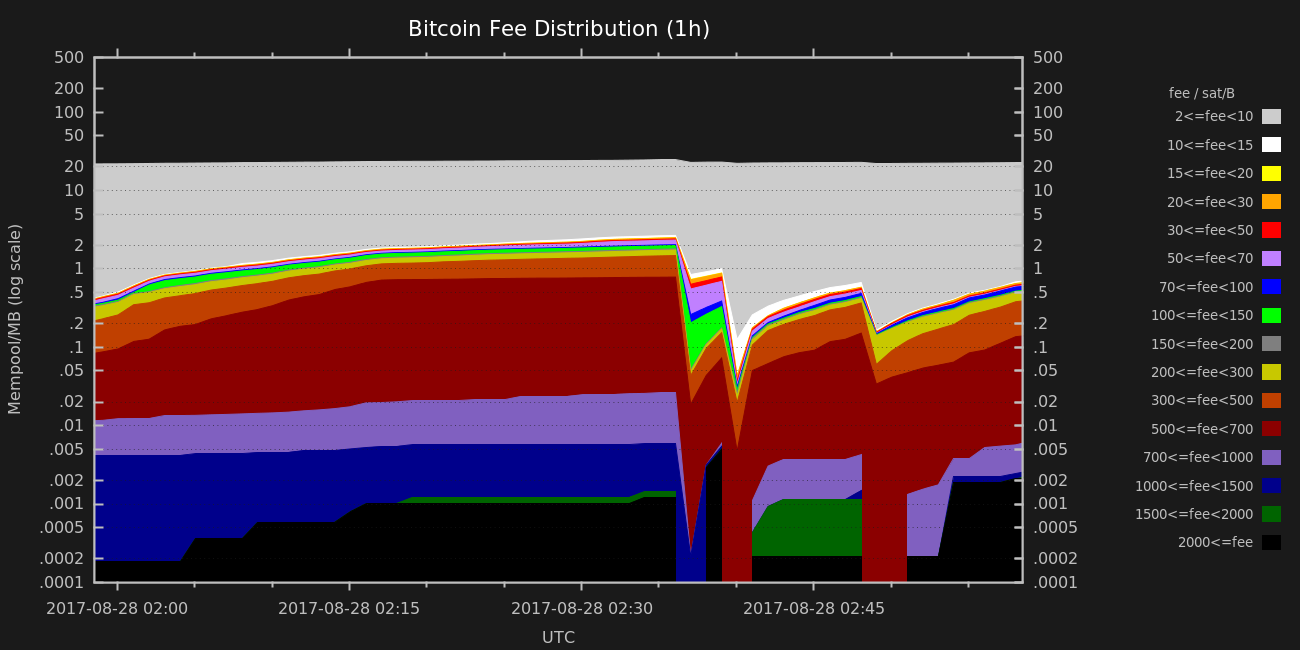 Bitcoin Fee Distribution (1h)
500
200
100
50
20
10
5
2
1
.5
.2
.1
.05
.02
.01
.005
.002
.001
.0005
.0002
.0001
Mempool/MB (log scale)
500
200
100
50
20
10
5
2
1
.5
.2
.1
.05
.02
.01
.005
.002
.001
.0005
.0002
.0001
2017-08-28 02:00
2017-08-28 02:15
2017-08-28 02:30
2017-08-28 02:45
UTC
fee / sat/B
2<=fee<10
10<=fee<15
15<=fee<20
20<=fee<30
30<=fee<50
50<=fee<70
70<=fee<100
100<=fee<150
150<=fee<200
200<=fee<300
300<=fee<500
500<=fee<700
700<=fee<1000
1000<=fee<1500
1500<=fee<2000
2000<=fee